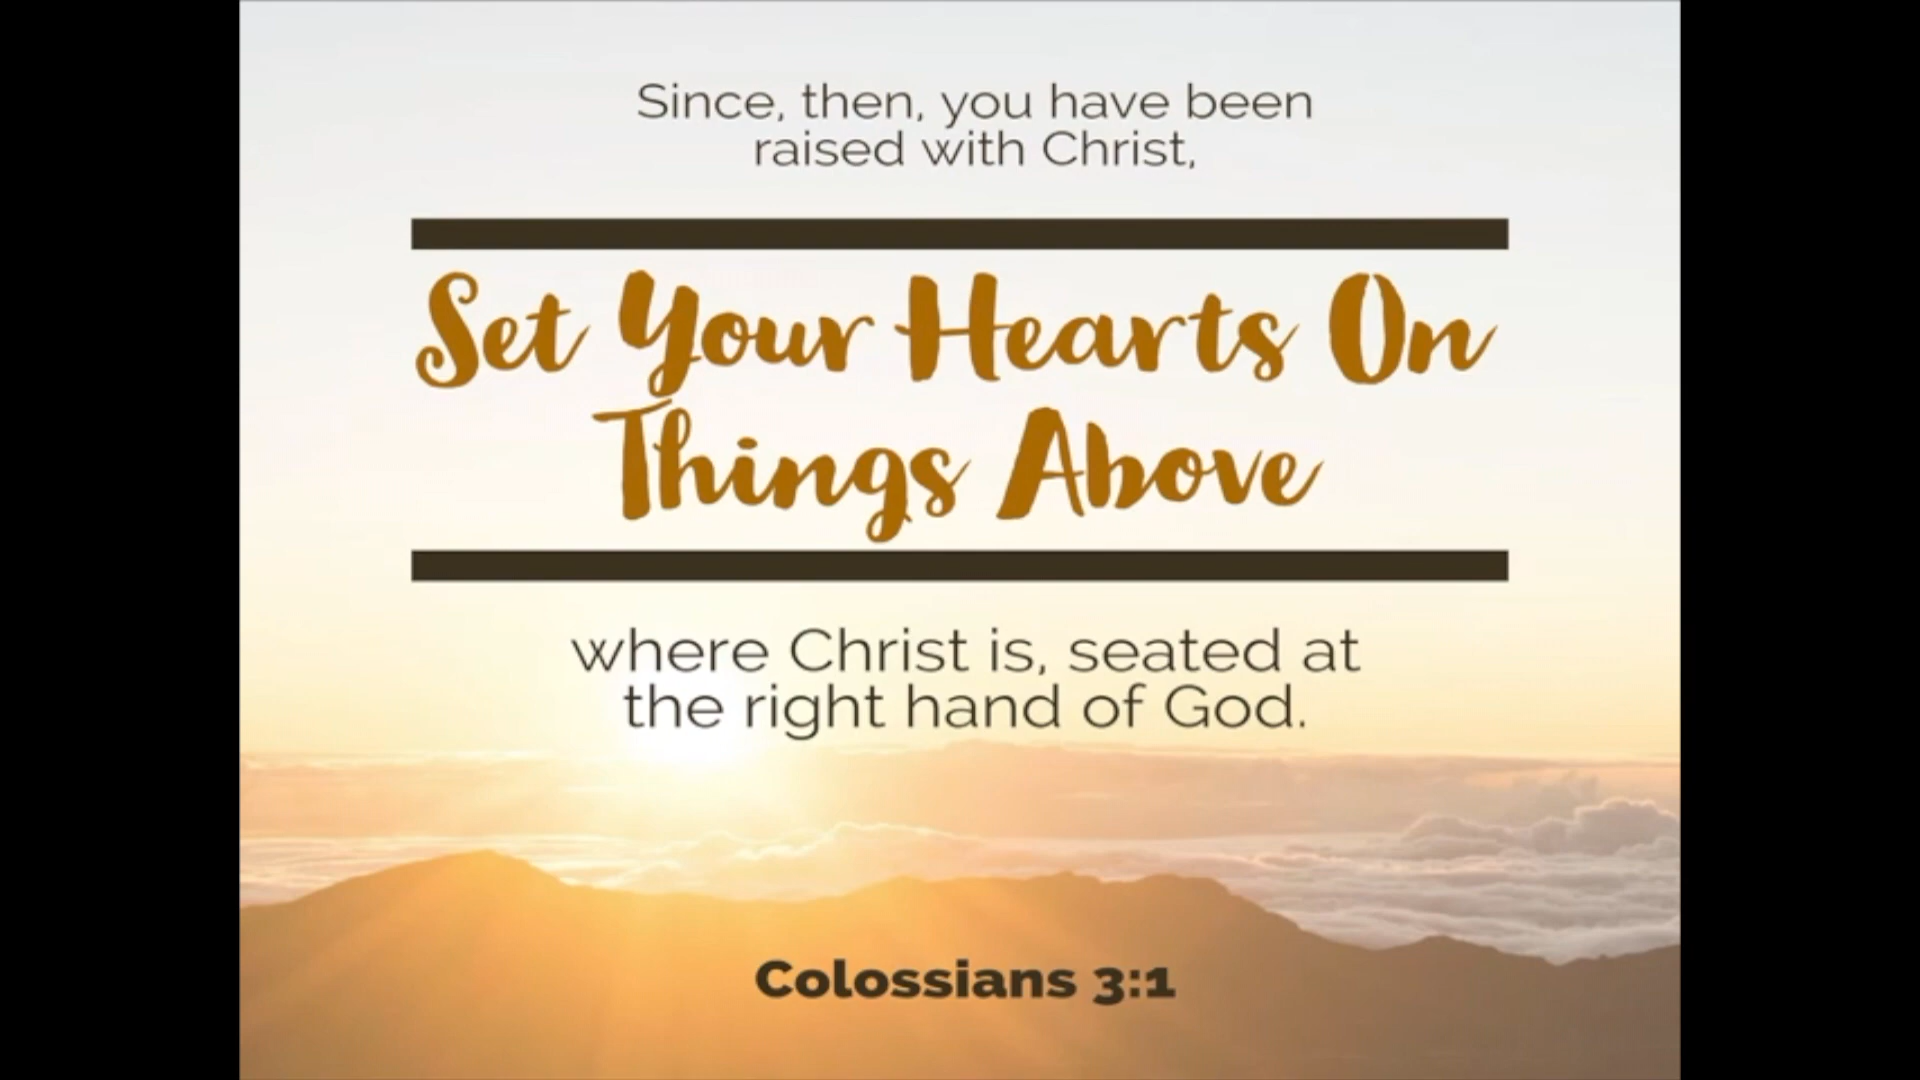 Since, then, you have been
raised with Christ,
Set Your Hearts On
Things Above
where Christ is, seated at
the right hand of God.
Colossians 3:1